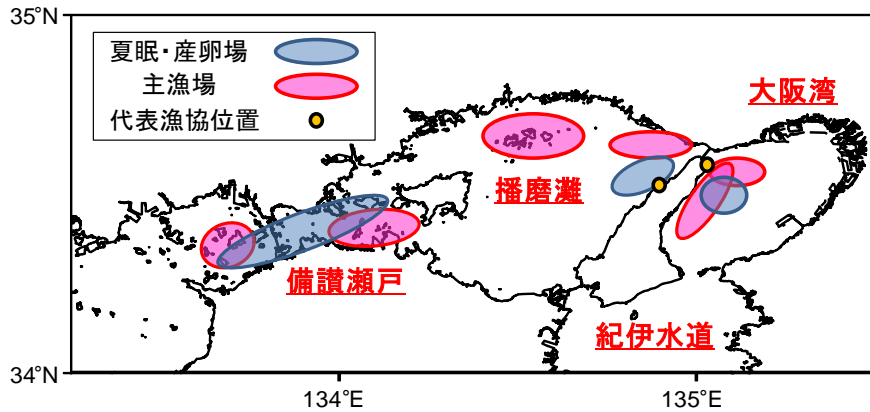 35°N
夏眠・産卵場
主漁場
代表漁協位置
大阪湾
播磨灘
備讃瀬戸
紀伊水道
34°N
134°E
135°E